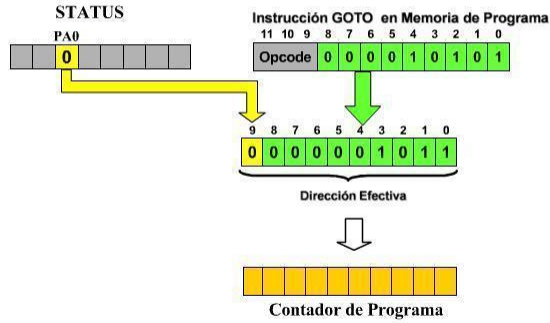 STATUS
PA0
0
Instrucción GOTO en Memoria de Programa
11 10 9 8 7 6 5 4 3 2 1 0
Opcode 0 0 0 0 1 0 1 0 1
9 8 7 6 5 4 3 2 1 0
0 0 0 0 0 0 1 0 1 1
Dirección Efectiva
Contador de Programa